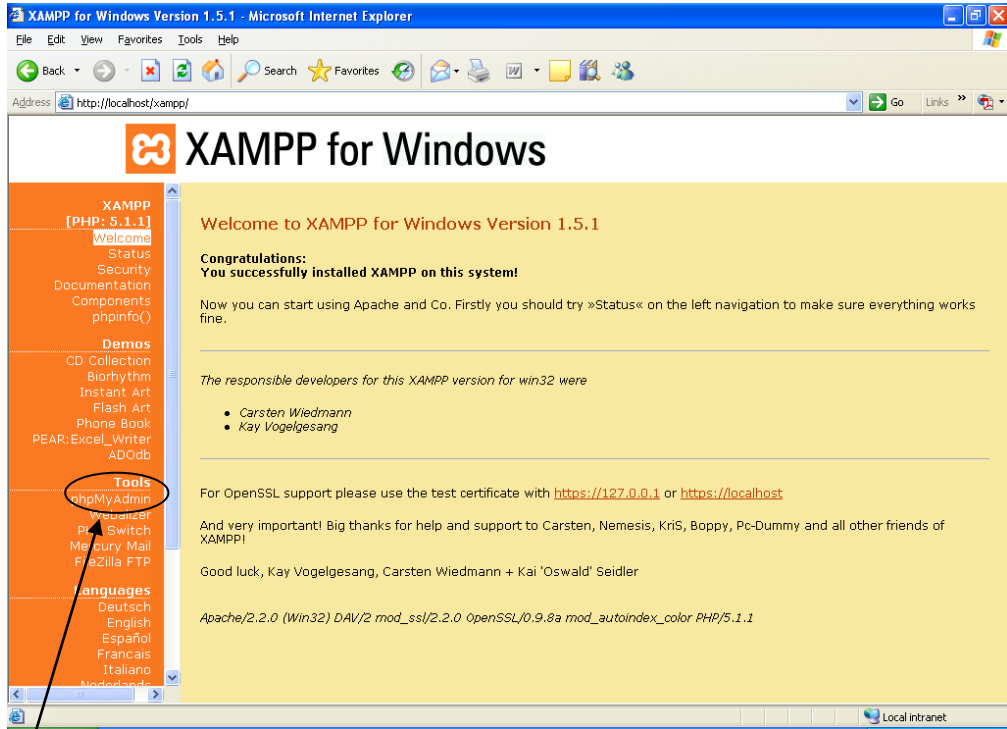 XAMPP for Windows Version 1.5.1 - Microsoft Internet Explorer
File Edit View Favorites Tools Help
Back Search Favorites
Address http://localhost/xampp/ Go Links »
XAMPP for Windows
XAMPP
[PHP: 5.1.1]
Welcome
Status
Security
Documentation
Components
phpinfo()
Demos
CD Collection
Biorhythm
Instant Art
Flash Art
Phone Book
PEAR:Excel_Writer
ADOdb
Tools
phpMyAdmin
Webalizer
PHP Switch
Mercury Mail
FileZilla FTP
Languages
Deutsch
English
Español
Francais
Italiano
Nederlands
Welcome to XAMPP for Windows Version 1.5.1
Congratulations:
You successfully installed XAMPP on this system!
Now you can start using Apache and Co. Firstly you should try »Status« on the left navigation to make sure everything works
fine.
The responsible developers for this XAMPP version for win32 were
• Carsten Wiedmann
• Kay Vogelgesang
For OpenSSL support please use the test certificate with https://127.0.0.1 or https://localhost
And very important! Big thanks for help and support to Carsten, Nemesis, KriS, Boppy, Pc-Dummy and all other friends of
XAMPP!
Good luck, Kay Vogelgesang, Carsten Wiedmann + Kai 'Oswald' Seidler
Apache/2.2.0 (Win32) DAV/2 mod_ssl/2.2.0 OpenSSL/0.9.8a mod_autoindex_color PHP/5.1.1
Local intranet